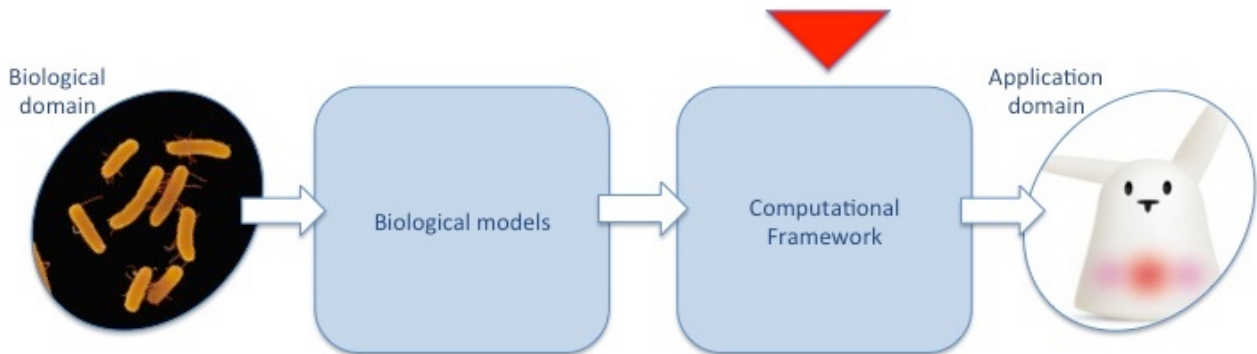 Biological
domain
Biological models
Computational
Framework
Application
domain